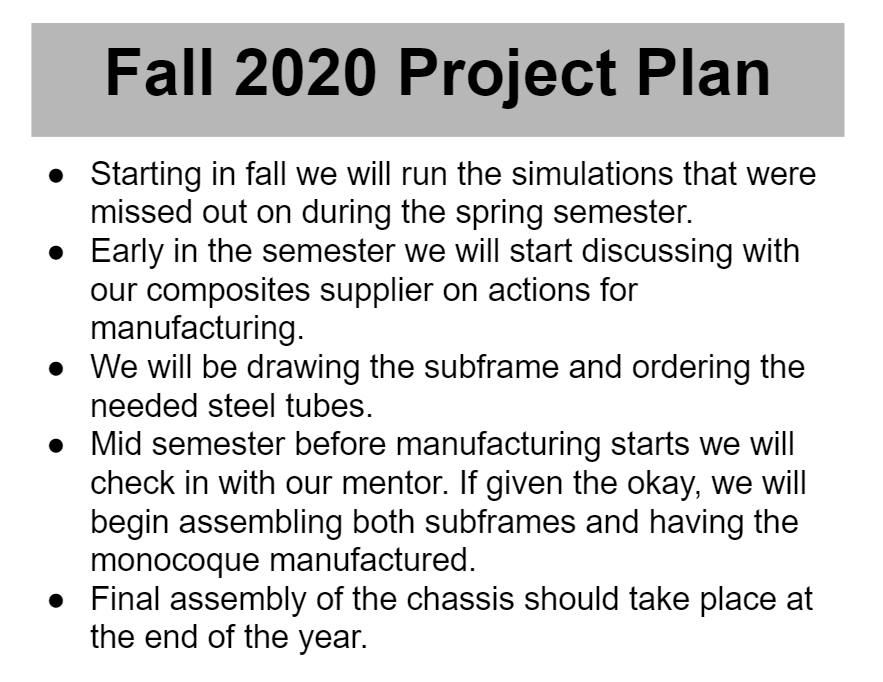 Fall 2020 Project Plan
● Starting in fall we will run the simulations that were
missed out on during the spring semester.
● Early in the semester we will start discussing with
our composites supplier on actions for
manufacturing.
● We will be drawing the subframe and ordering the
needed steel tubes.
● Mid semester before manufacturing starts we will
check in with our mentor. If given the okay, we will
begin assembling both subframes and having the
monocoque manufactured.
● Final assembly of the chassis should take place at
the end of the year.